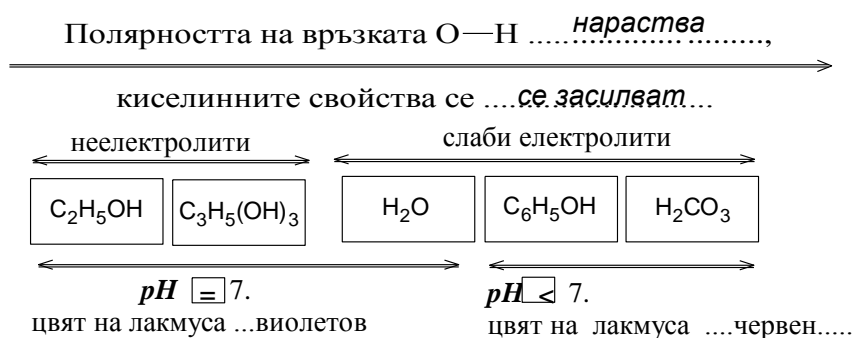 Полярността на връзката O—H .....нараства.....,
киселинните свойства се ....се засилват...
неелектролити слаби електролити
C₂H₅OH C₃H₅(OH)₃ H₂O C₆H₅OH H₂CO₃
pH = 7. pH < 7.
цвят на лакмуса ...виолетов цвят на лакмуса ....червен.....